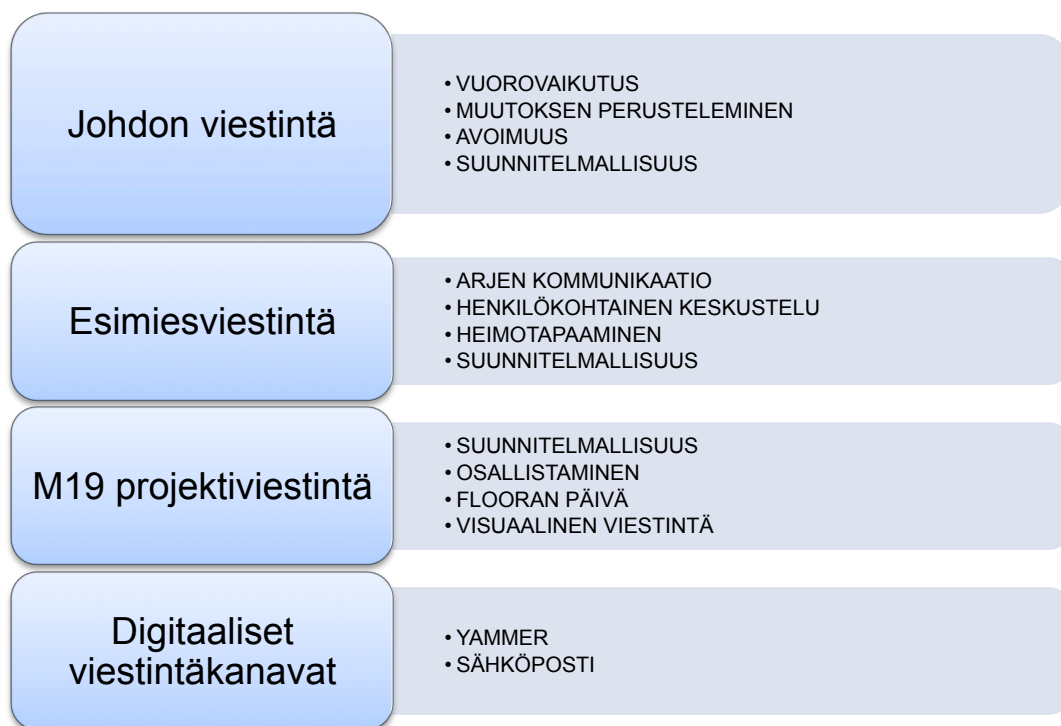 Johdon viestintä
• VUOROVAIKUTUS
• MUUTOKSEN PERUSTELEMINEN
• AVOIMUUS
• SUUNNITELMALLISUUS
Esimiesviestintä
• ARJEN KOMMUNIKAATIO
• HENKILÖKOHTAINEN KESKUSTELU
• HEIMOTAPAAMINEN
• SUUNNITELMALLISUUS
M19 projektiviestintä
• SUUNNITELMALLISUUS
• OSALLISTAMINEN
• FLOORAN PÄIVÄ
• VISUAALINEN VIESTINTÄ
Digitaaliset
viestintäkanavat
• YAMMER
• SÄHKÖPOSTI